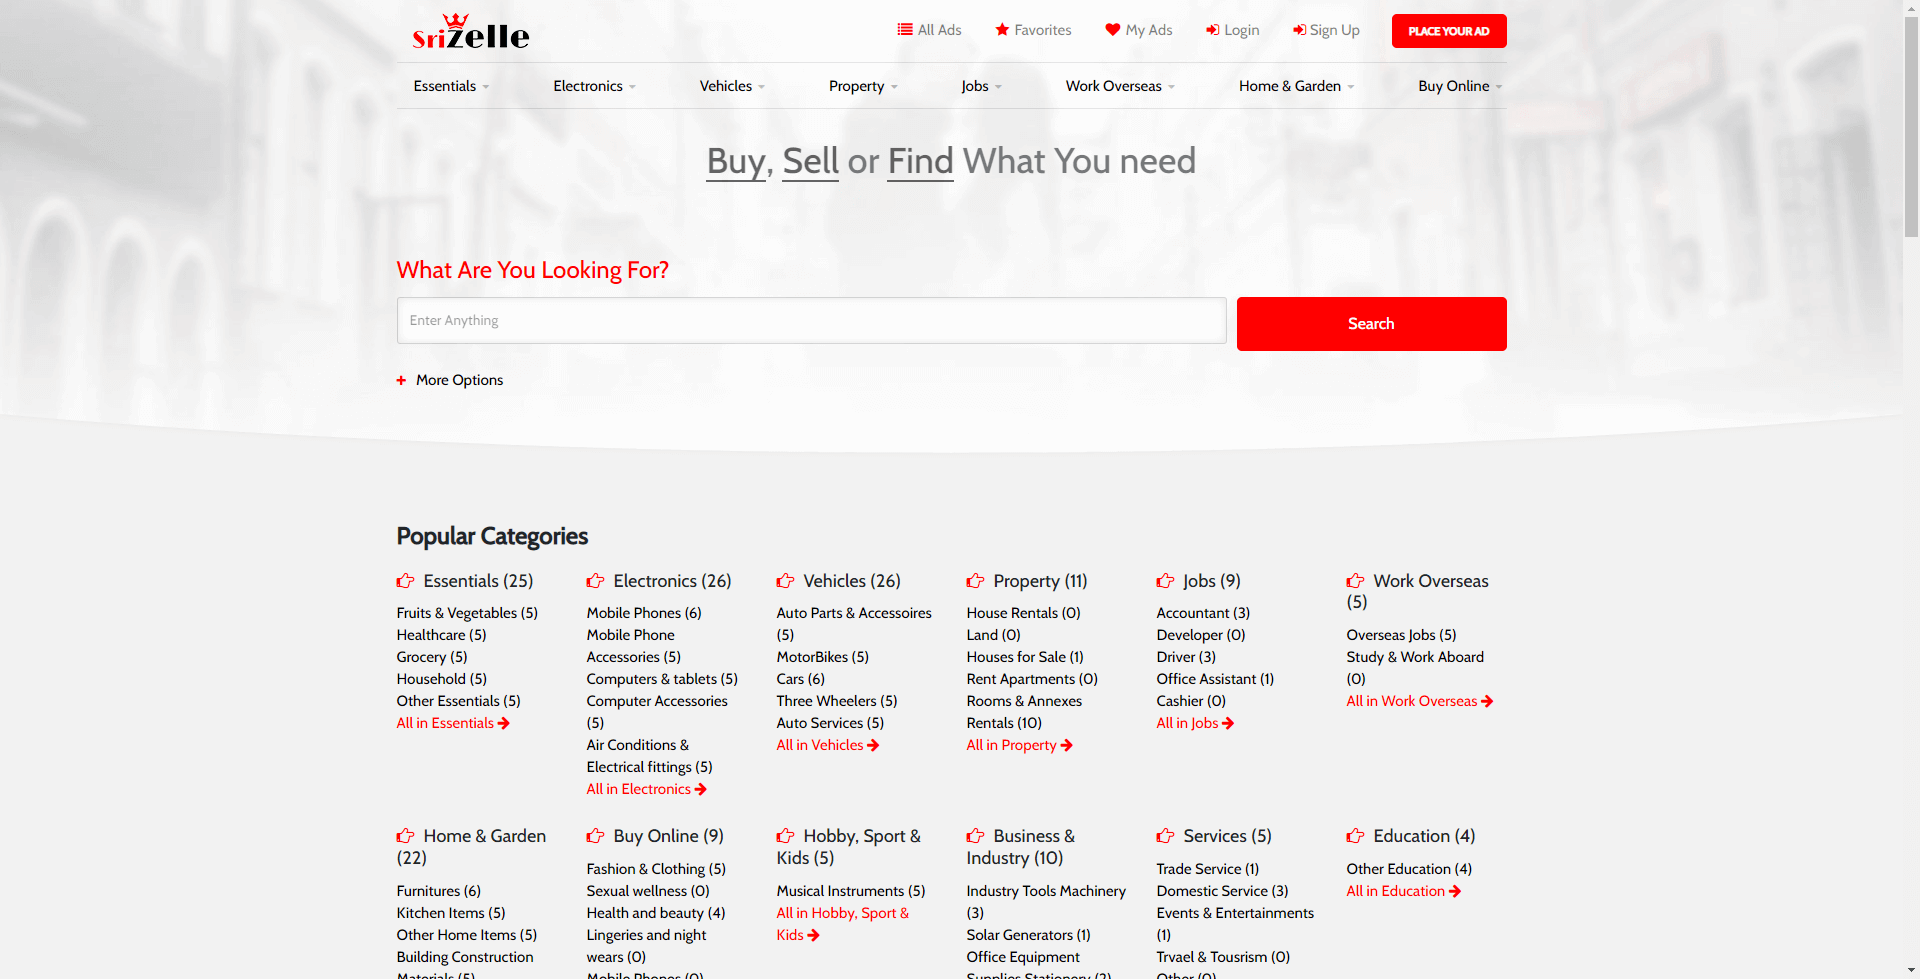 SriZelle
All Ads
Favorites
My Ads
Login
Sign Up
PLACE YOUR AD
Essentials
Electronics
Vehicles
Property
Jobs
Work Overseas
Home & Garden
Buy Online
Buy, Sell or Find What You need
What Are You Looking For?
Enter Anything
Search
+ More Options
Popular Categories
Essentials (25)
Fruits & Vegetables (5)
Healthcare (5)
Grocery (5)
Household (5)
Other Essentials (5)
All in Essentials
Electronics (26)
Mobile Phones (6)
Mobile Phone
Accessories (5)
Computers & tablets (5)
Computer Accessories
(5)
Air Conditions &
Electrical fittings (5)
All in Electronics
Vehicles (26)
Auto Parts & Accessoires
(5)
MotorBikes (5)
Cars (6)
Three Wheelers (5)
Auto Services (5)
All in Vehicles
Property (11)
House Rentals (0)
Land (0)
Houses for Sale (1)
Rent Apartments (0)
Rooms & Annexes
Rentals (10)
All in Property
Jobs (9)
Accountant (3)
Developer (0)
Driver (3)
Office Assistant (1)
Cashier (0)
All in Jobs
Work Overseas
(5)
Overseas Jobs (5)
Study & Work Aboard
(0)
All in Work Overseas
Home & Garden
(22)
Furnitures (6)
Kitchen Items (5)
Other Home Items (5)
Building Construction
Materials (5)
Buy Online (9)
Fashion & Clothing (5)
Sexual wellness (0)
Health and beauty (4)
Lingeries and night
wears (0)
Mobile Phones (0)
Hobby, Sport &
Kids (5)
Musical Instruments (5)
All in Hobby, Sport &
Kids
Business &
Industry (10)
Industry Tools Machinery
(3)
Solar Generators (1)
Office Equipment
Supplies Stationery (2)
Services (5)
Trade Service (1)
Domestic Service (3)
Events & Entertainments
(1)
Trvael & Tourism (0)
Other (0)
Education (4)
Other Education (4)
All in Education